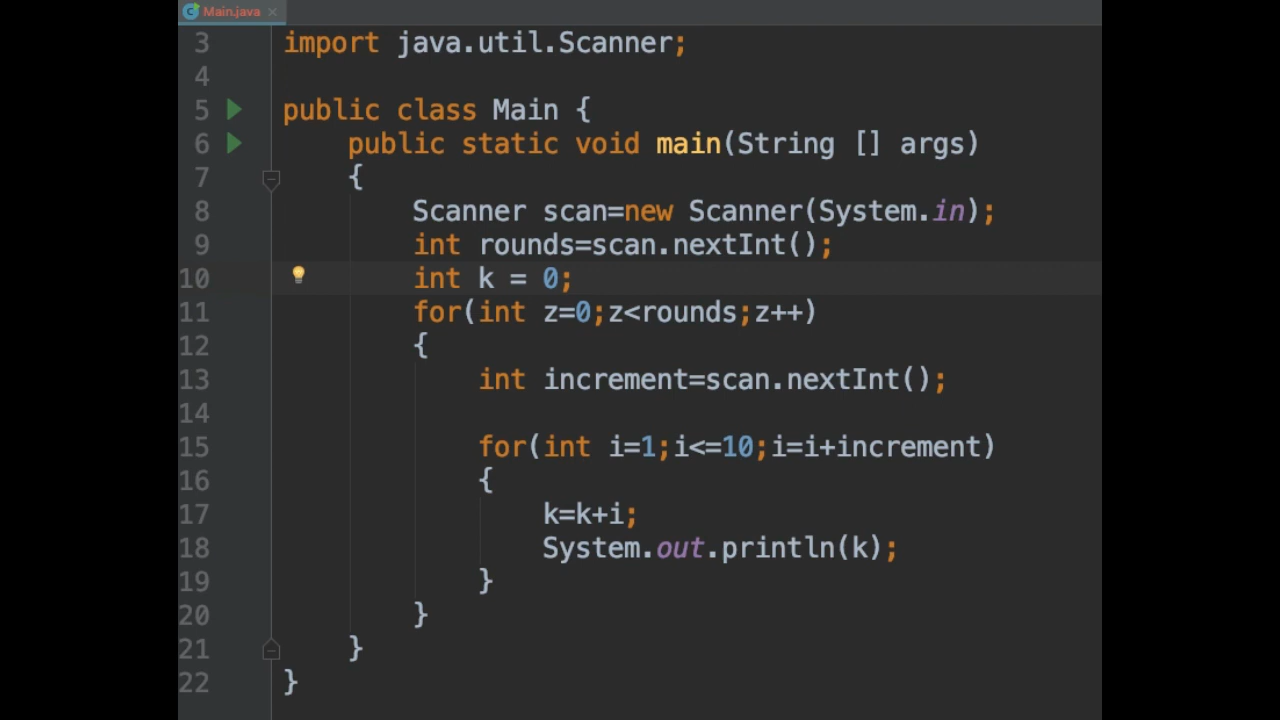 Main.java
3 import java.util.Scanner;
4
5 public class Main {
6 public static void main(String [] args)
7 {
8 Scanner scan=new Scanner(System.in);
9 int rounds=scan.nextInt();
10 int k = 0;
11 for(int z=0;z<rounds;z++)
12 {
13 int increment=scan.nextInt();
14
15 for(int i=1;i<=10;i=i+increment)
16 {
17 k=k+i;
18 System.out.println(k);
19 }
20 }
21 }
22 }